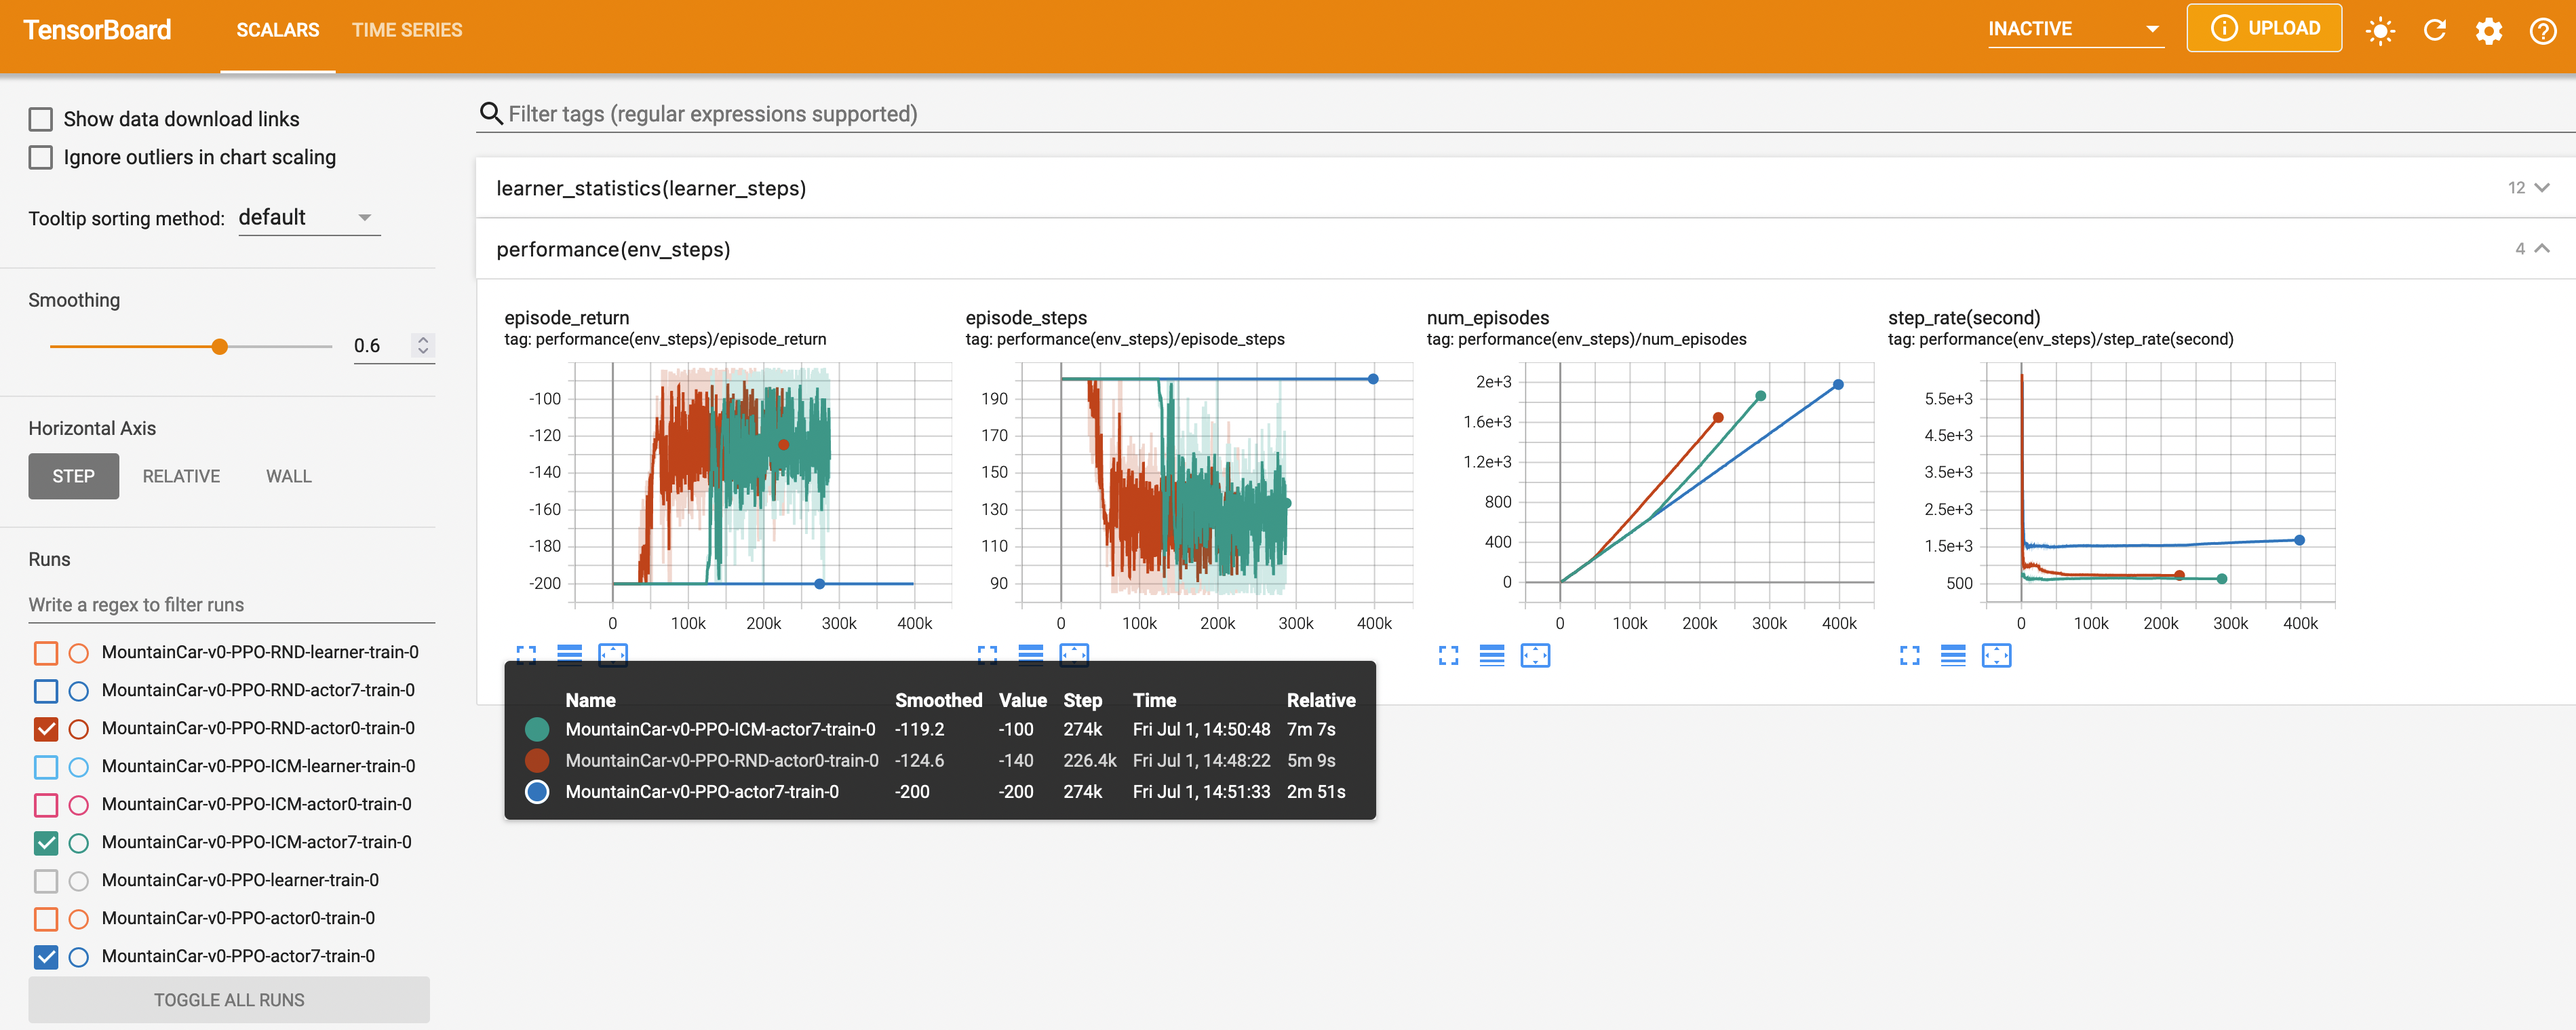 TensorBoard
SCALARS
TIME SERIES
INACTIVE
UPLOAD
Show data download links
Ignore outliers in chart scaling
Tooltip sorting method: default
Smoothing
0.6
Horizontal Axis
STEP
RELATIVE
WALL
Runs
Write a regex to filter runs
MountainCar-v0-PPO-RND-learner-train-0
MountainCar-v0-PPO-RND-actor7-train-0
MountainCar-v0-PPO-RND-actor0-train-0
MountainCar-v0-PPO-ICM-learner-train-0
MountainCar-v0-PPO-ICM-actor0-train-0
MountainCar-v0-PPO-ICM-actor7-train-0
MountainCar-v0-PPO-learner-train-0
MountainCar-v0-PPO-actor0-train-0
MountainCar-v0-PPO-actor7-train-0
TOGGLE ALL RUNS
Filter tags (regular expressions supported)
learner_statistics(learner_steps)
12
performance(env_steps)
4
episode_return
tag: performance(env_steps)/episode_return
-100
-120
-140
-160
-180
-200
0 100k 200k 300k 400k
episode_steps
tag: performance(env_steps)/episode_steps
190
170
150
130
110
90
0 100k 200k 300k 400k
num_episodes
tag: performance(env_steps)/num_episodes
2e+3
1.6e+3
1.2e+3
800
400
0
0 100k 200k 300k 400k
step_rate(second)
tag: performance(env_steps)/step_rate(second)
5.5e+3
4.5e+3
3.5e+3
2.5e+3
1.5e+3
500
0 100k 200k 300k 400k
Name Smoothed Value Step Time Relative
MountainCar-v0-PPO-ICM-actor7-train-0 -119.2 -100 274k Fri Jul 1, 14:50:48 7m 7s
MountainCar-v0-PPO-RND-actor0-train-0 -124.6 -140 226.4k Fri Jul 1, 14:48:22 5m 9s
MountainCar-v0-PPO-actor7-train-0 -200 -200 274k Fri Jul 1, 14:51:33 2m 51s